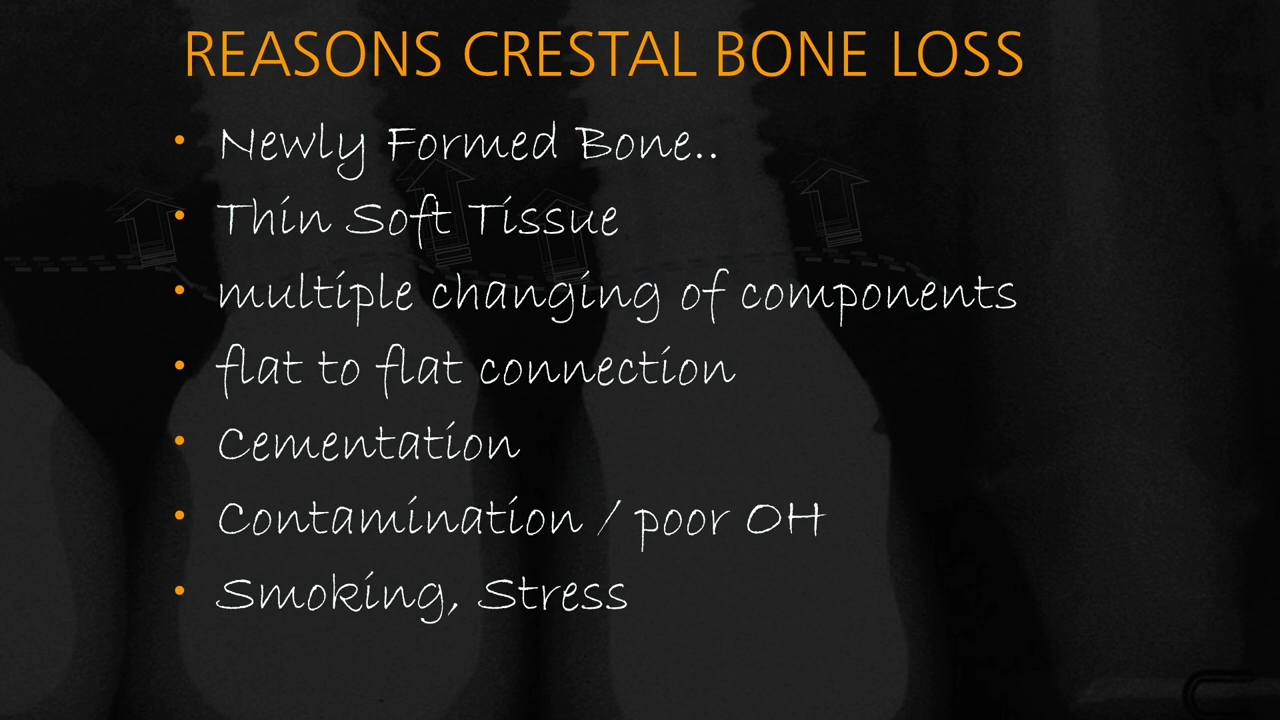 REASONS CRESTAL BONE LOSS
• Newly Formed Bone..
• Thin Soft Tissue
• multiple changing of components
• flat to flat connection
• Cementation
• Contamination / poor OH
• Smoking, Stress